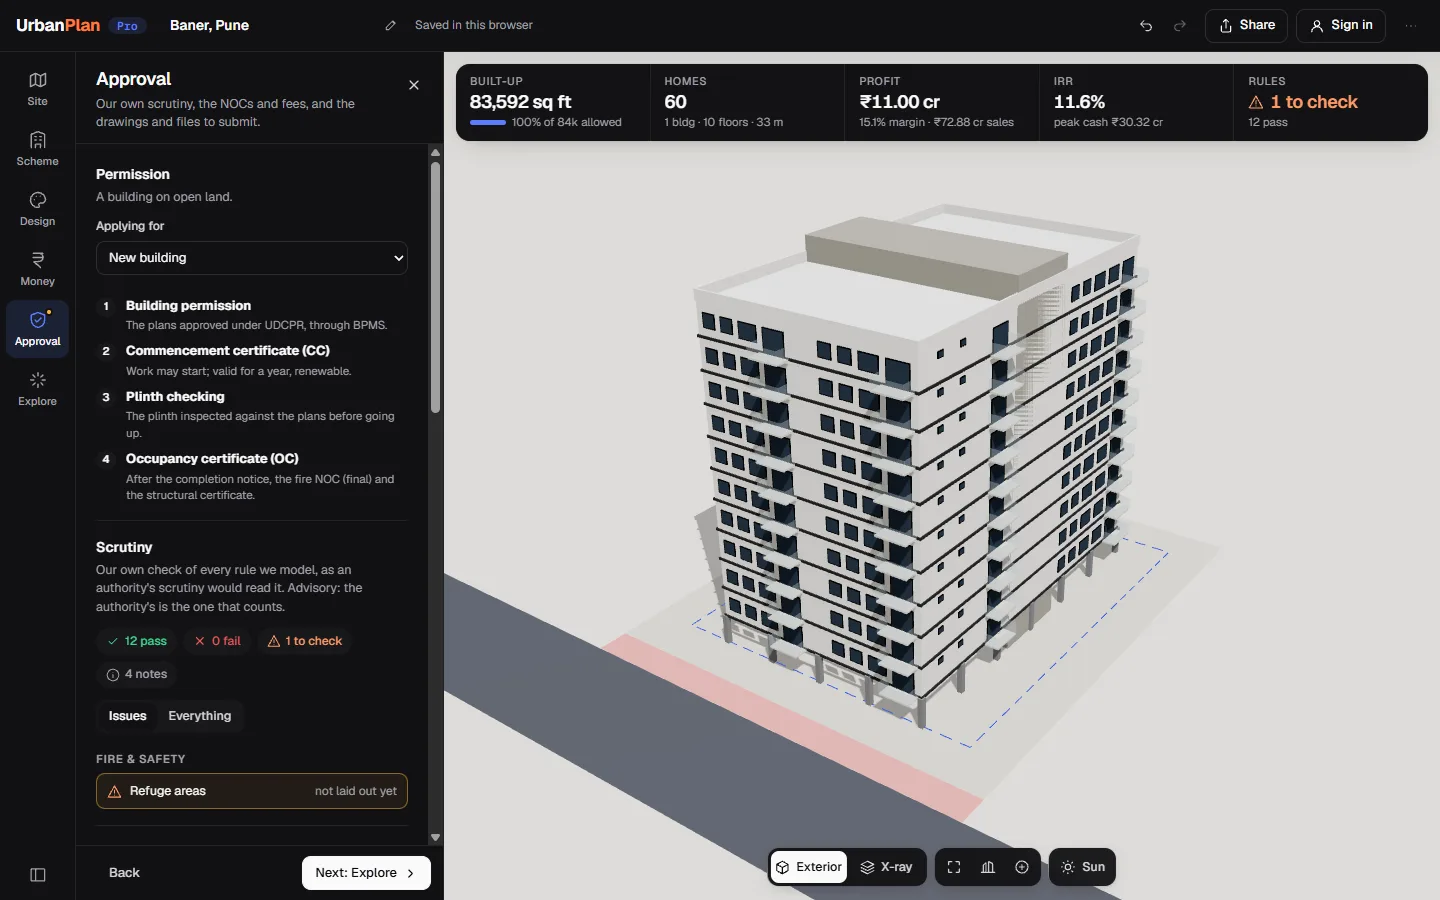 UrbanPlan Pro Baner, Pune Saved in this browser Share Sign in
Site
Scheme
Design
Money
Approval
Explore
Approval
Our own scrutiny, the NOCs and fees, and the
drawings and files to submit.
Permission
A building on open land.
Applying for
New building
1 Building permission
The plans approved under UDCPR, through BPMS.
2 Commencement certificate (CC)
Work may start; valid for a year, renewable.
3 Plinth checking
The plinth inspected against the plans before going
up.
4 Occupancy certificate (OC)
After the completion notice, the fire NOC (final) and
the structural certificate.
Scrutiny
Our own check of every rule we model, as an
authority's scrutiny would read it. Advisory: the
authority's is the one that counts.
12 pass 0 fail 1 to check
4 notes
Issues Everything
FIRE & SAFETY
Refuge areas not laid out yet
Back Next: Explore
BUILT-UP
83,592 sq ft
100% of 84k allowed
HOMES
60
1 bldg · 10 floors · 33 m
PROFIT
₹11.00 cr
15.1% margin · ₹72.88 cr sales
IRR
11.6%
peak cash ₹30.32 cr
RULES
1 to check
12 pass
Exterior X-ray Sun